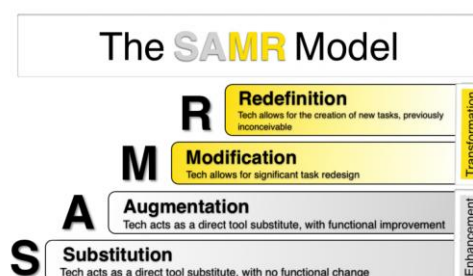 The SAMR Model
R
Redefinition
Tech allows for the creation of new tasks, previously
inconceivable
M
Modification
Tech allows for significant task redesign
Transformation
A
Augmentation
Tech acts as a direct tool substitute, with functional improvement
S
Substitution
Tech acts as a direct tool substitute, with no functional change
Enhancement